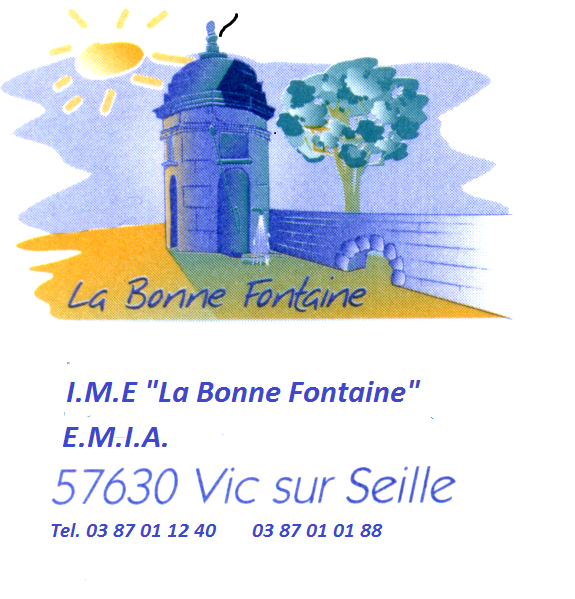 La Bonne Fontaine
I.M.E "La Bonne Fontaine"
E.M.I.A.
57630 Vic sur Seille
Tel. 03 87 01 12 40 03 87 01 01 88